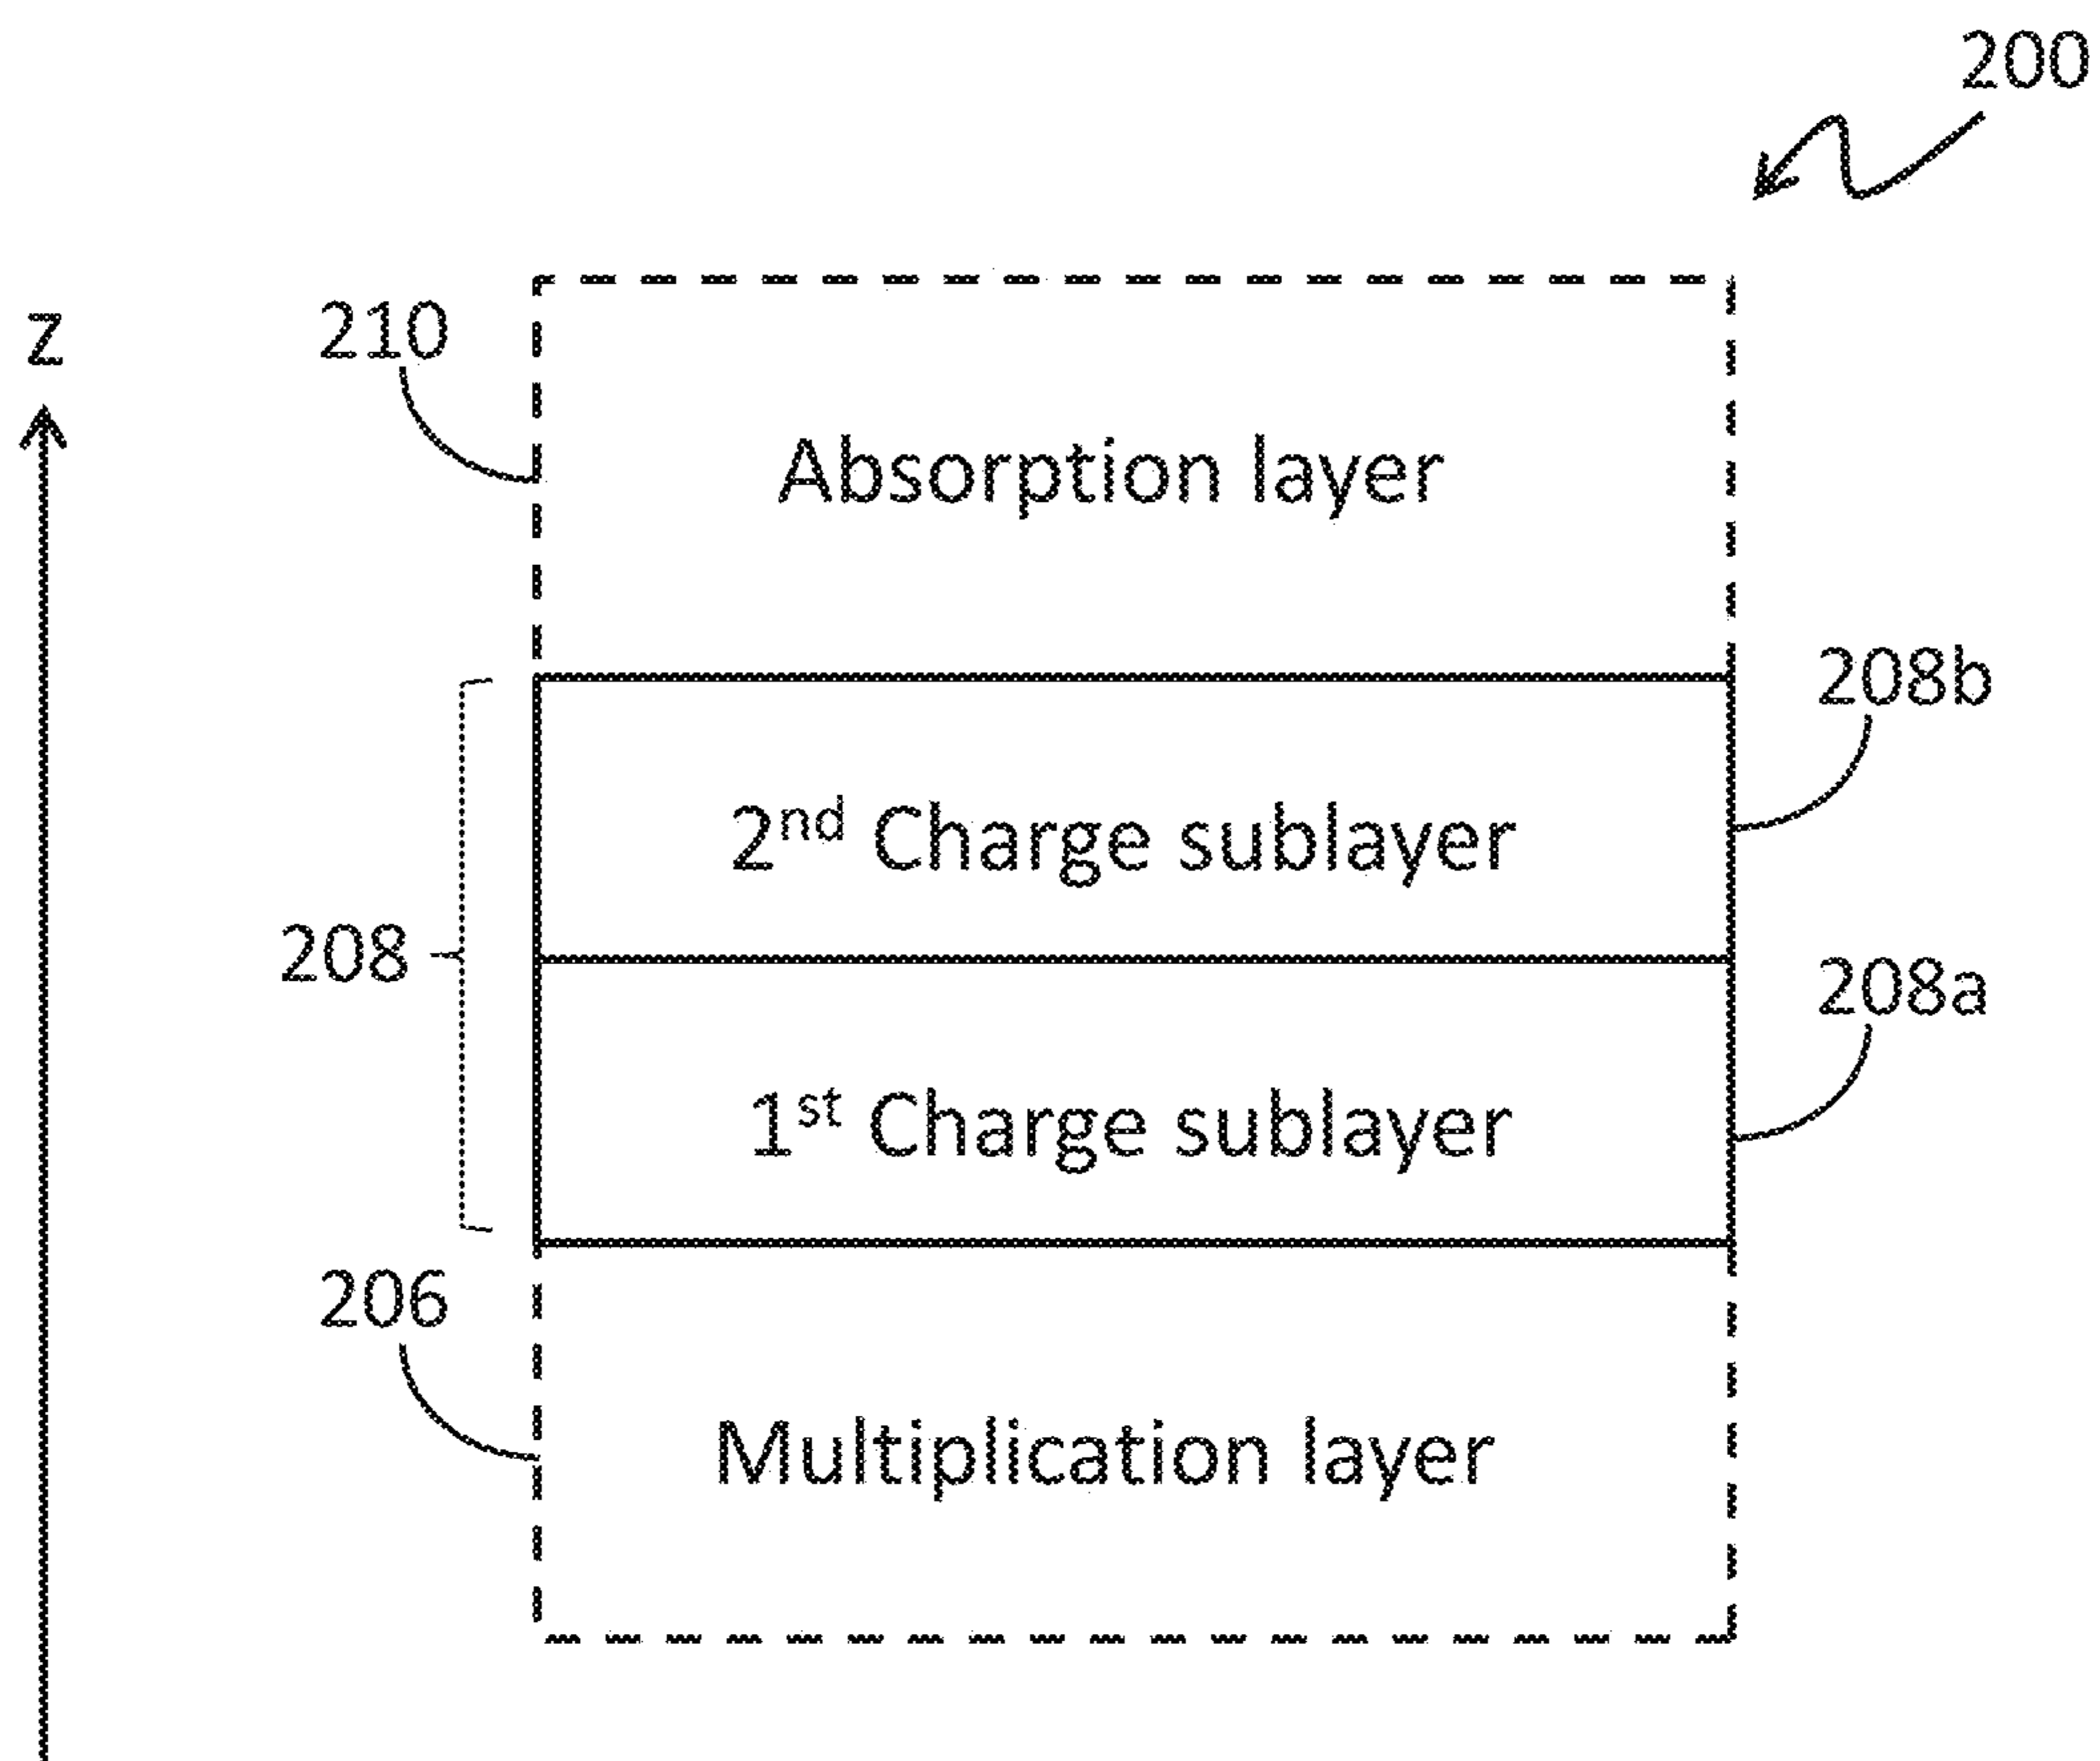 200
z
210
Absorption layer
208b
2nd Charge sublayer
208
208a
1st Charge sublayer
206
Multiplication layer